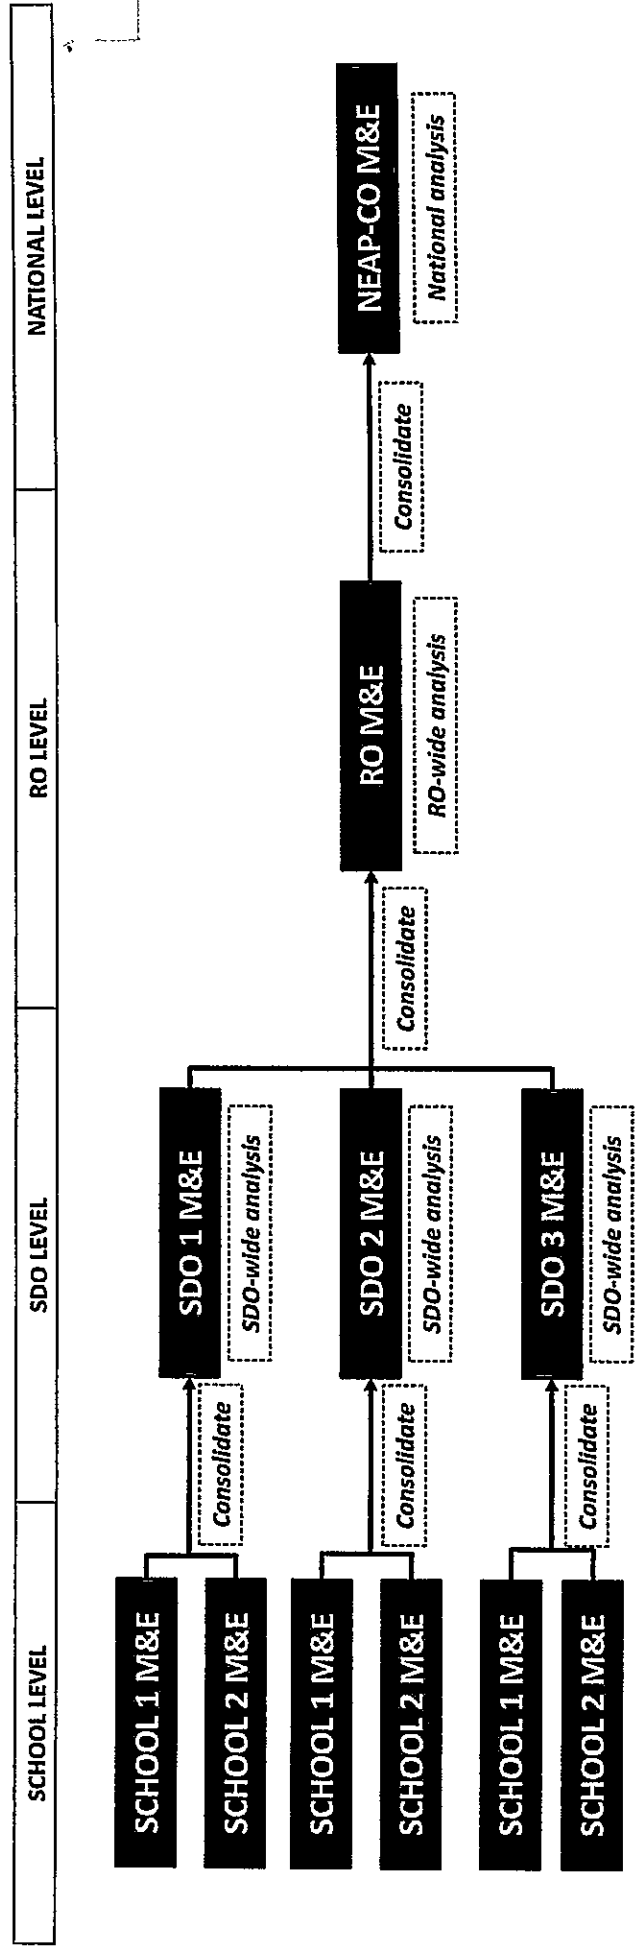 SCHOOL LEVEL
SDO LEVEL
RO LEVEL
NATIONAL LEVEL
SCHOOL 1 M&E
SCHOOL 2 M&E
Consolidate
SDO 1 M&E
SDO-wide analysis
SCHOOL 1 M&E
SCHOOL 2 M&E
Consolidate
SDO 2 M&E
SDO-wide analysis
SCHOOL 1 M&E
SCHOOL 2 M&E
Consolidate
SDO 3 M&E
SDO-wide analysis
Consolidate
RO M&E
RO-wide analysis
Consolidate
NEAP-CO M&E
National analysis